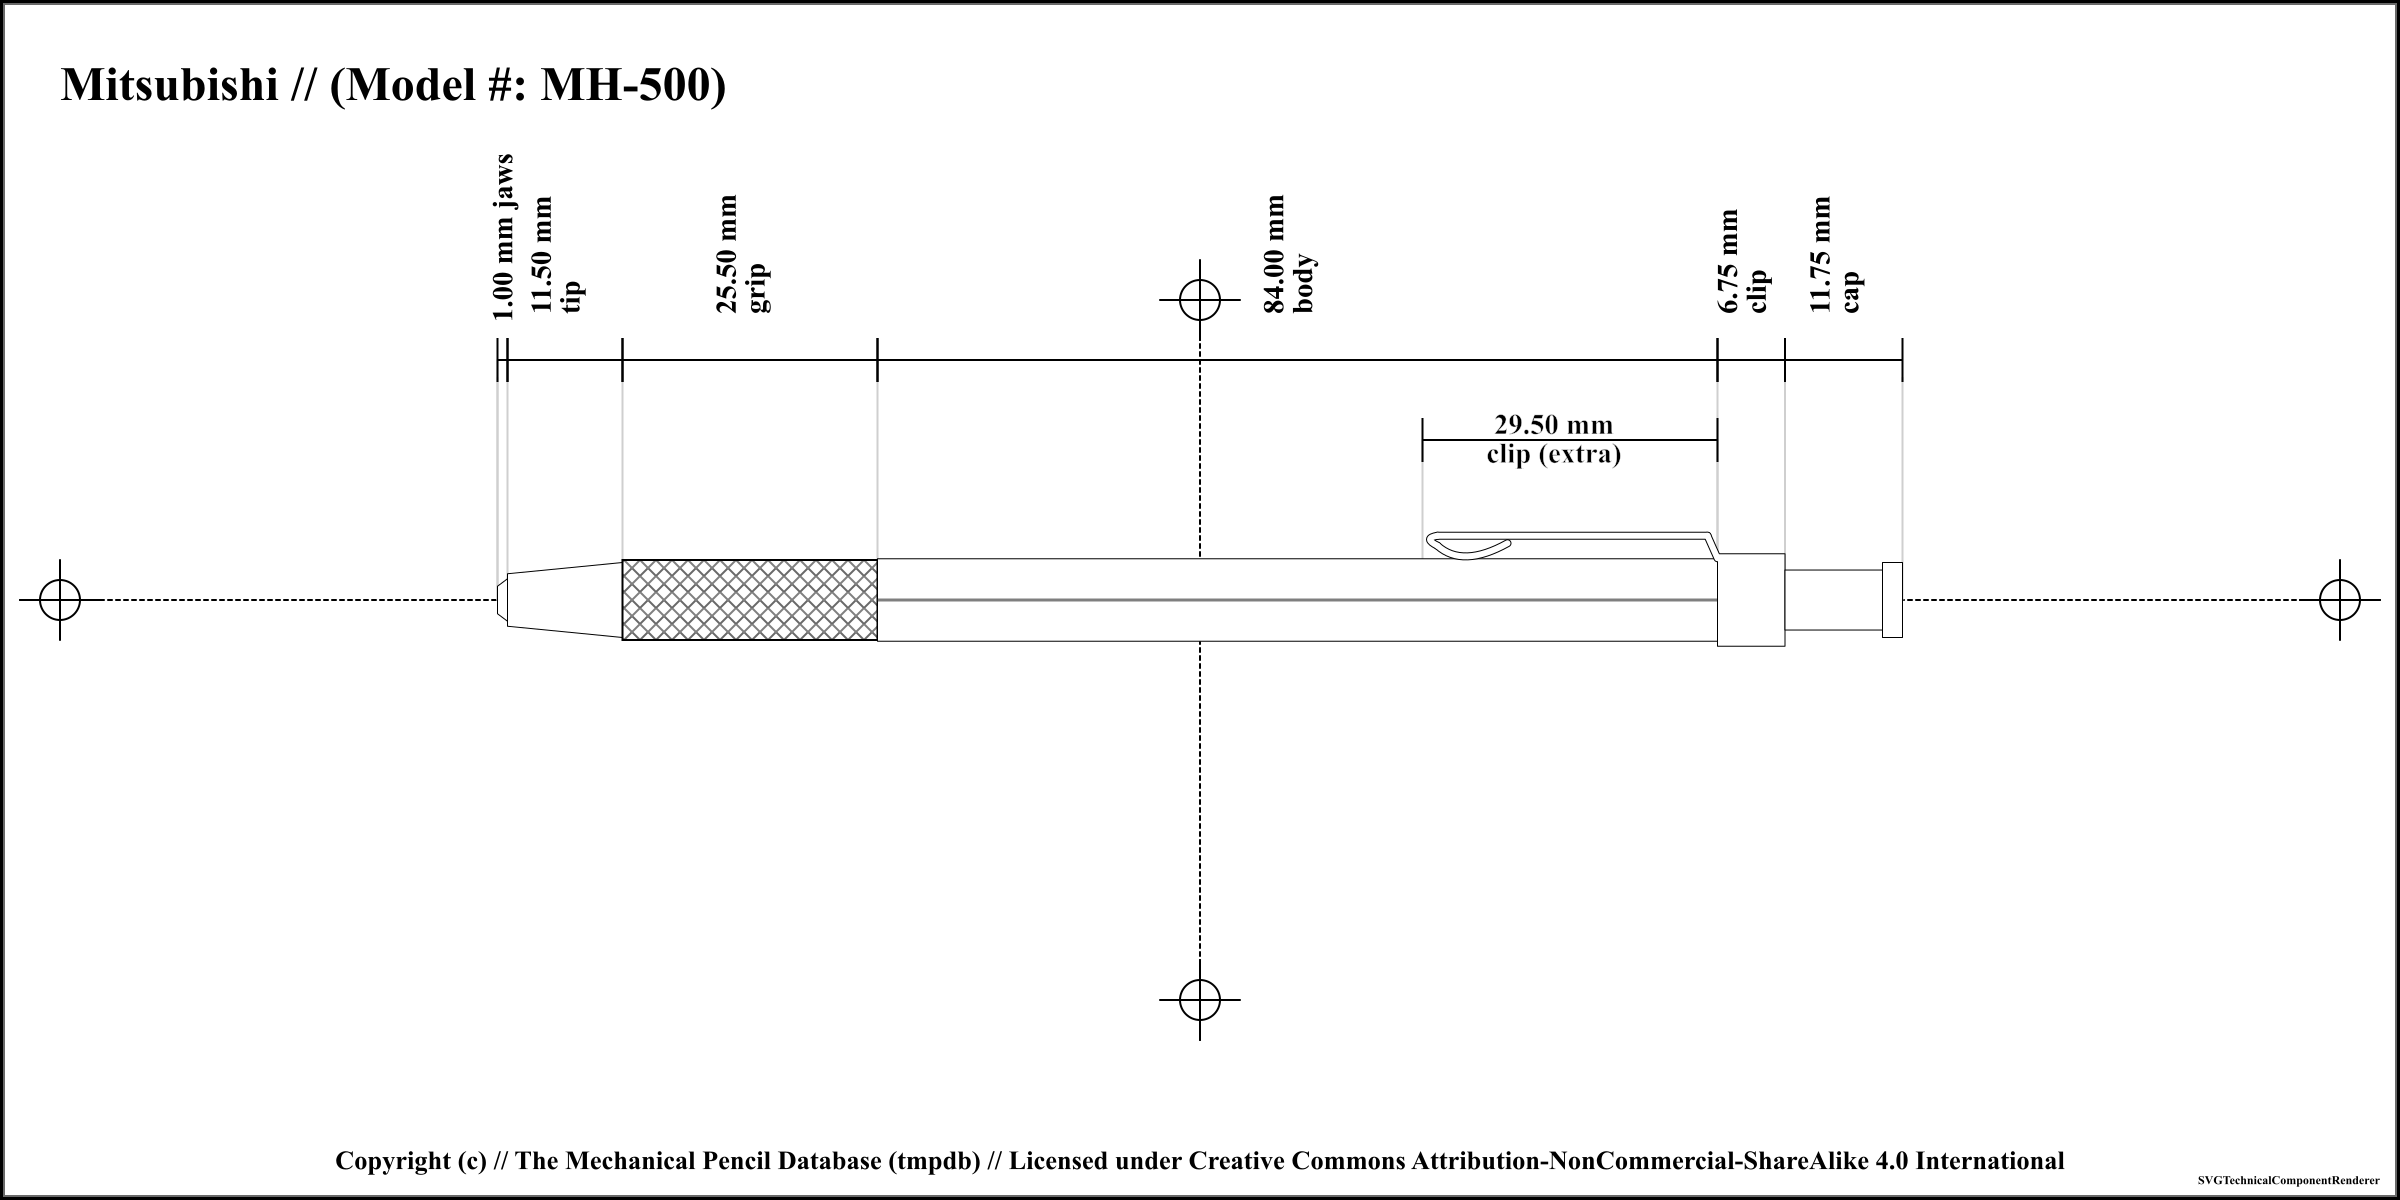 Mitsubishi // (Model #: MH-500)
1.00 mm jaws
11.50 mm
tip
25.50 mm
grip
84.00 mm
body
6.75 mm
clip
11.75 mm
cap
29.50 mm
clip (extra)
Copyright (c) // The Mechanical Pencil Database (tmpdb) // Licensed under Creative Commons Attribution-NonCommercial-ShareAlike 4.0 International
SVGTechnicalComponentRenderer